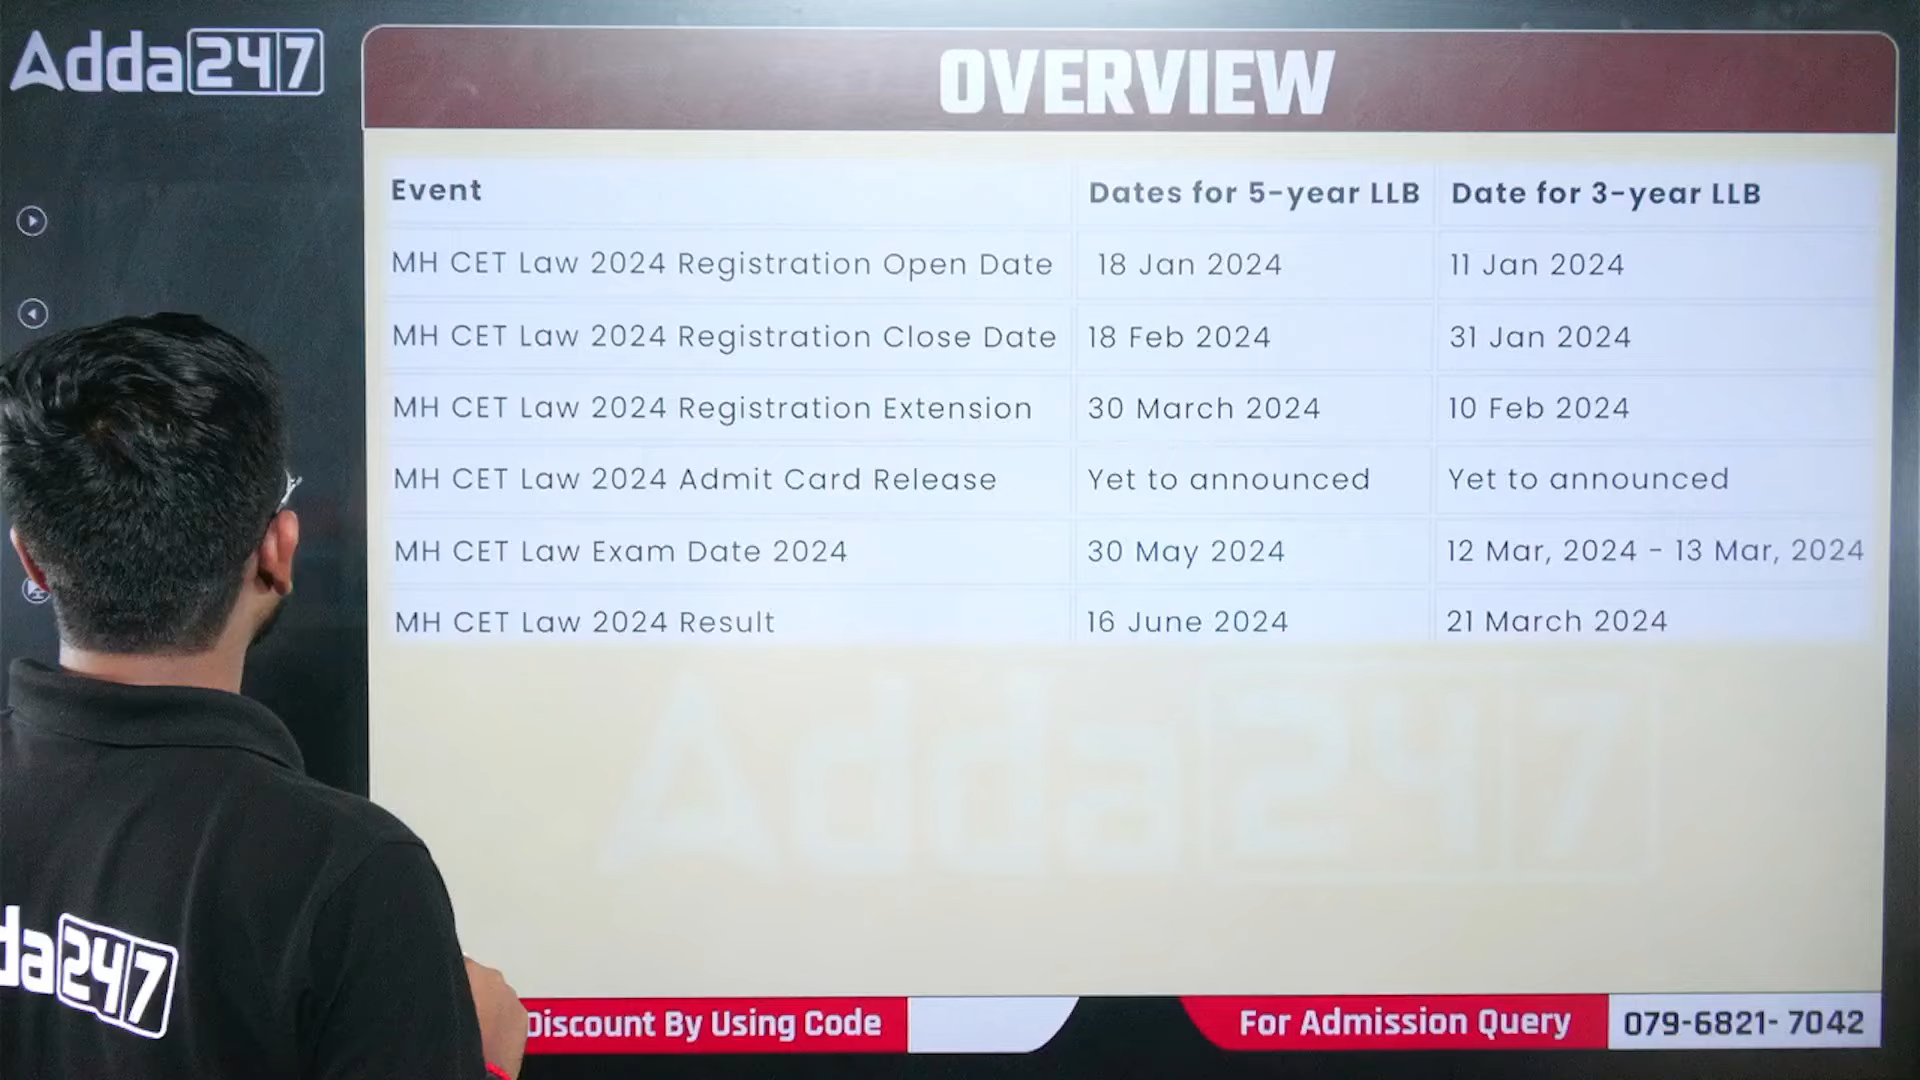 Adda247
OVERVIEW
Event Dates for 5-year LLB Date for 3-year LLB
MH CET Law 2024 Registration Open Date 18 Jan 2024 11 Jan 2024
MH CET Law 2024 Registration Close Date 18 Feb 2024 31 Jan 2024
MH CET Law 2024 Registration Extension 30 March 2024 10 Feb 2024
MH CET Law 2024 Admit Card Release Yet to announced Yet to announced
MH CET Law Exam Date 2024 30 May 2024 12 Mar, 2024 - 13 Mar, 2024
MH CET Law 2024 Result 16 June 2024 21 March 2024
Adda247
da247
Discount By Using Code
For Admission Query 079-6821- 7042